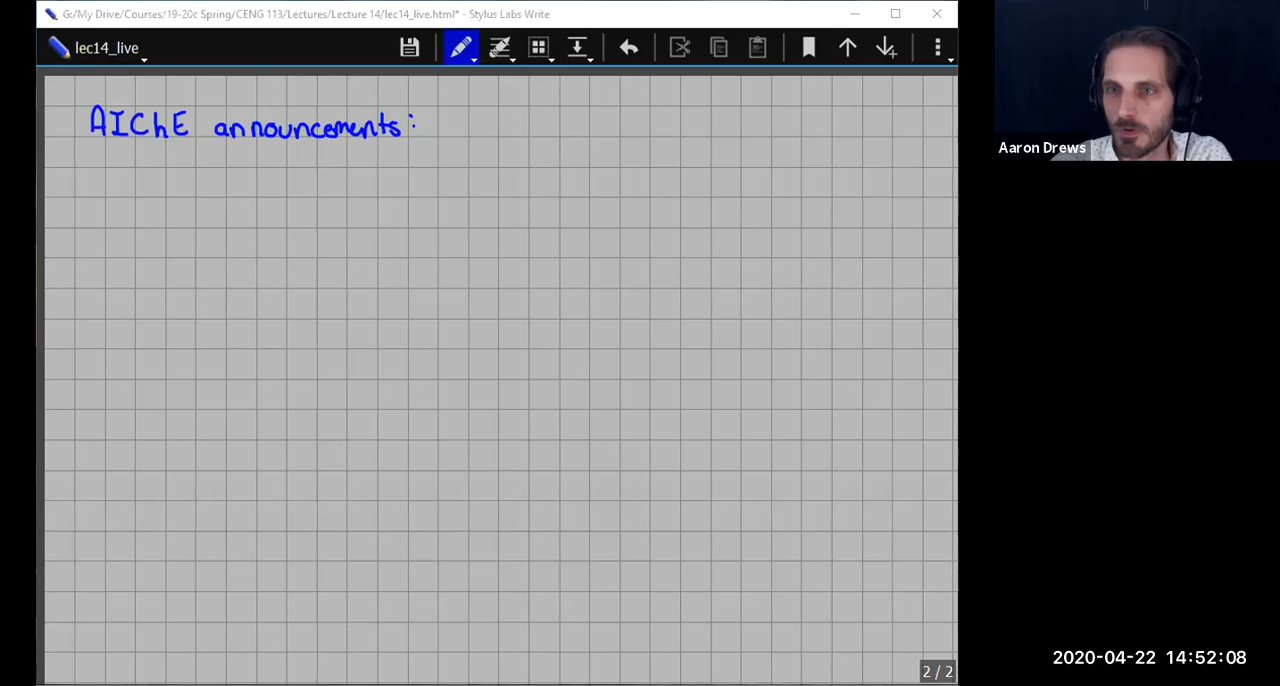 G:/My Drive/Courses/19-20c Spring/CENG 113/Lectures/Lecture 14/lec14_live.html* - Stylus Labs Write
lec14_live
AIChE announcements:
Aaron Drews
2020-04-22 14:52:08
2 / 2